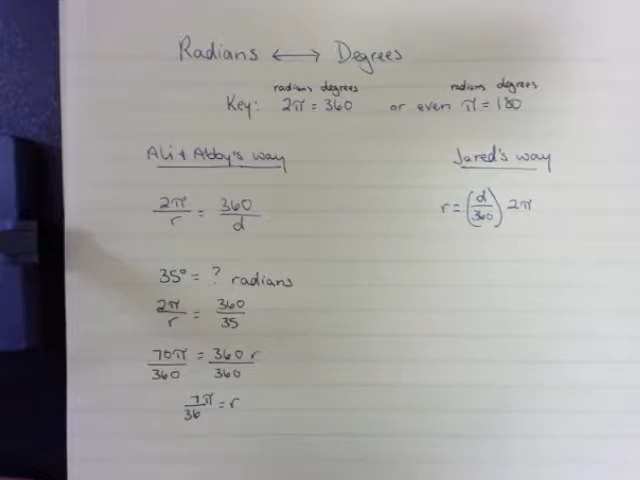 Radians ⟷ Degrees
radians degrees radians degrees
Key: 2π = 360 or even π = 180
Ali + Abby's way
2π/r = 360/d
35° = ? radians
2π/r = 360/35
70π/360 = 360r/360
7π/36 = r
Jared's way
r = (d/360) 2π